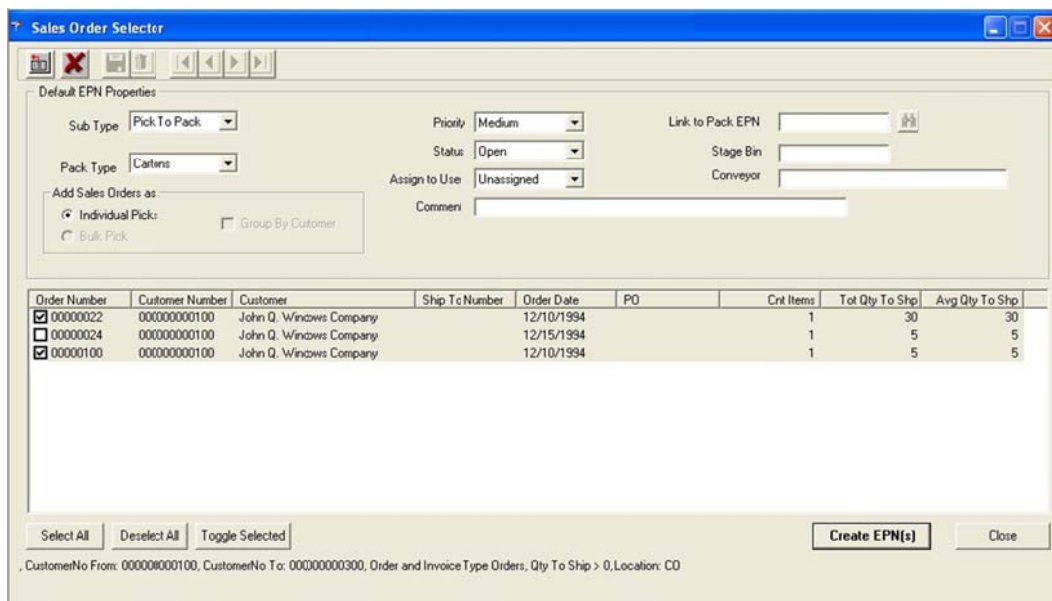 Sales Order Selector
Default EPN Properties
Sub Type Pick To Pack Priority Medium Link to Pack EPN
Status Open Stage Bin
Pack Type Cartons Assign to User Unassigned Conveyor
Add Sales Orders as
Individual Picks Group By Customer Comment
Bulk Pick
Order Number Customer Number Customer Ship To Number Order Date PO Cnt Items Tot Qty To Shp Avg Qty To Shp
00000022 000000000100 John Q. Windows Company 12/10/1994 1 30 30
00000024 000000000100 John Q. Windows Company 12/15/1994 1 5 5
00000100 000000000100 John Q. Windows Company 12/10/1994 1 5 5
Select All Deselect All Toggle Selected Create EPN(s) Close
, CustomerNo From: 000000000100, CustomerNo To: 000000000300, Order and Invoice Type Orders, Qty To Ship > 0, Location: CO